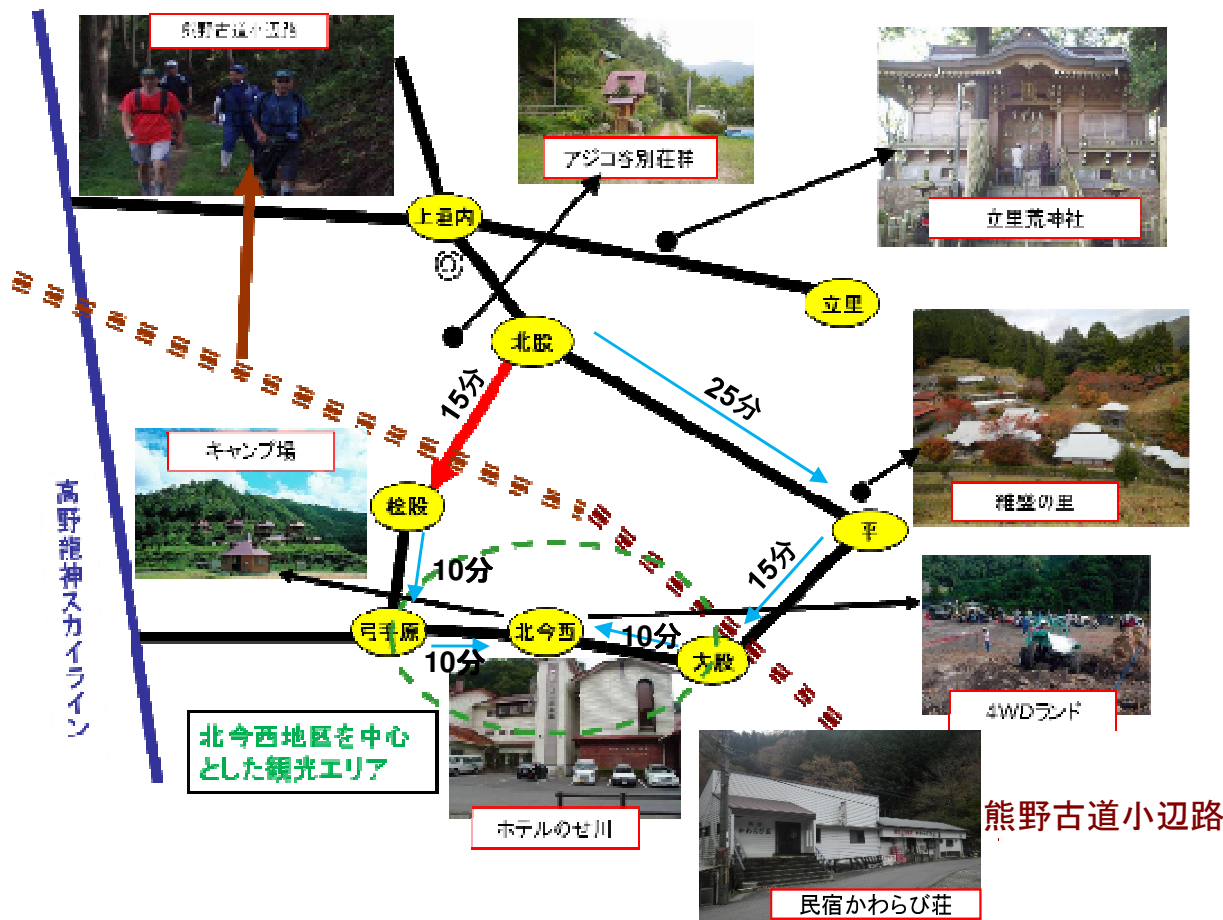 熊野古道小辺路
アジコ谷別荘群
立里荒神社
上垣内
立里
北股
15分
25分
キャンプ場
維盛の里
桧股
平
高野龍神スカイライン
10分
15分
弓手原
北今西
10分
大股
10分
4WDランド
北今西地区を中心
とした観光エリア
ホテルのせ川
熊野古道小辺路
民宿かわらび荘